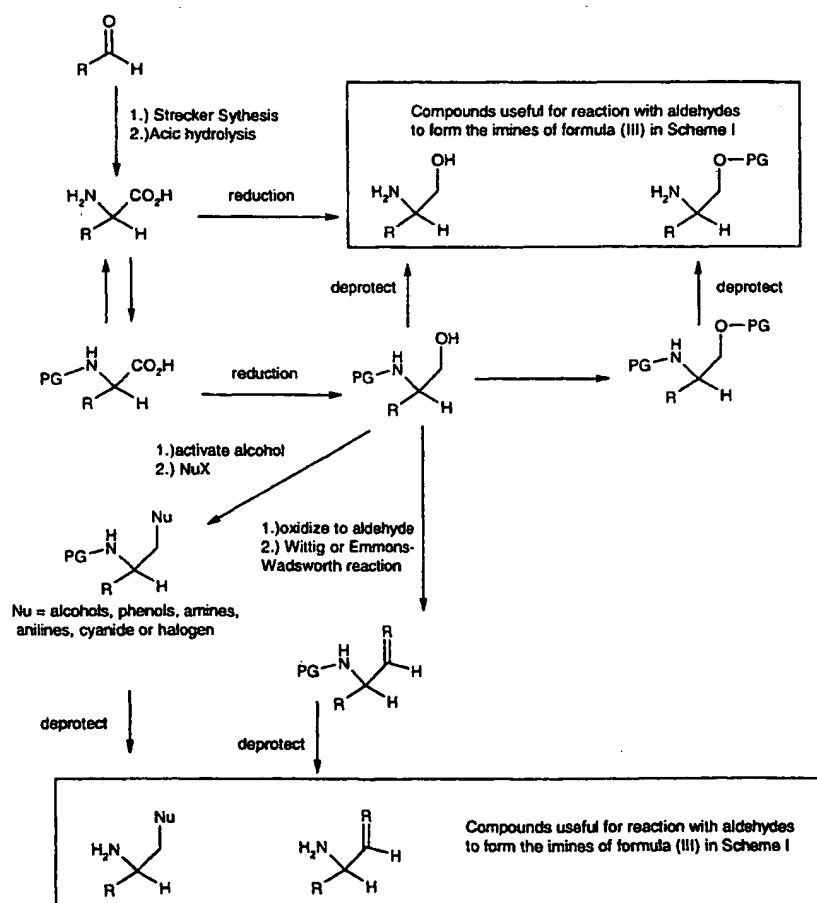 O
R H
1.) Strecker Sythesis
2.)Acic hydrolysis
Compounds useful for reaction with aldehydes
to form the imines of formula (III) in Scheme I
H2N CO2H
R H
reduction
OH
H2N
R H
O-PG
H2N
R H
deprotect
deprotect
H
PG-N CO2H
R H
reduction
OH
H
PG-N
R H
O-PG
H
PG-N
R H
1.)activate alcohol
2.) NuX
1.)oxidize to aldehyde
2.) Wittig or Emmons-
Wadsworth reaction
Nu
H
PG-N
R H
Nu = alcohols, phenols, amines,
anilines, cyanide or halogen
R
H
PG-N H
R H
deprotect
deprotect
Nu
H2N
R H
R
H2N H
R H
Compounds useful for reaction with aldehydes
to form the imines of formula (III) in Scheme I